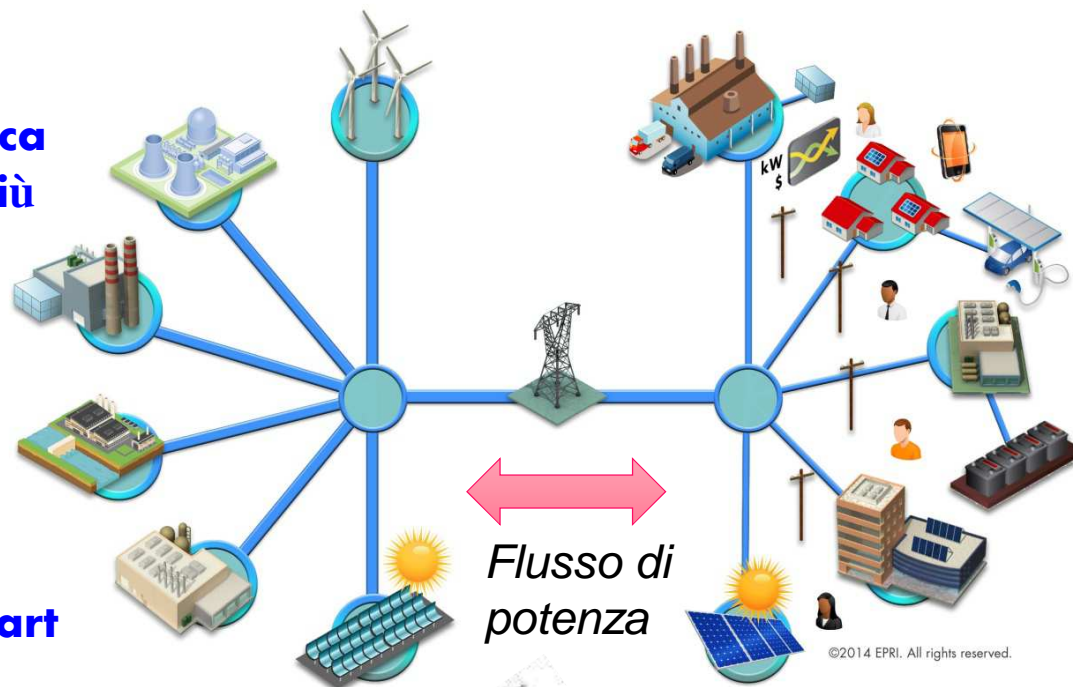 ca
iù
kW
$
Flusso di
potenza
art
©2014 EPRI. All rights reserved.